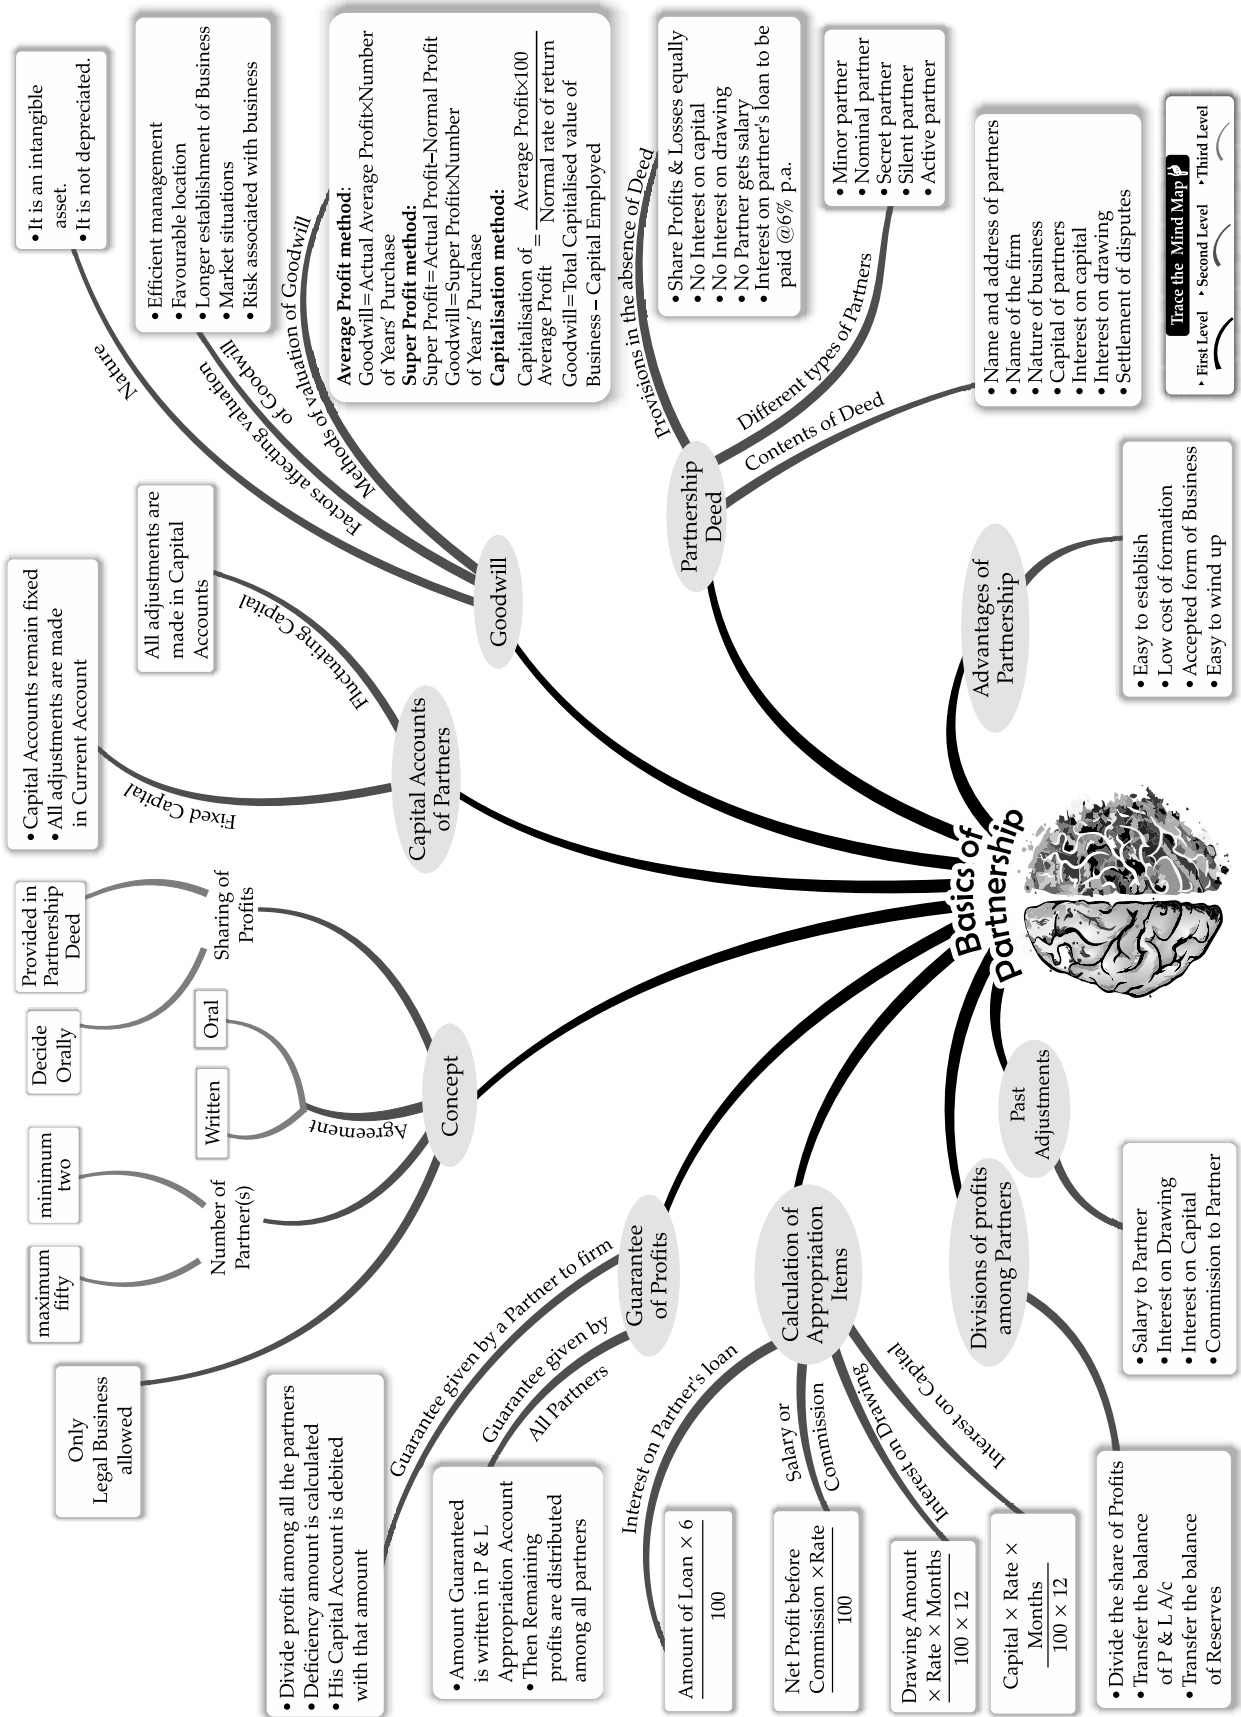 Basics of
Partnership
Concept
Only
Legal Business
allowed
Number of
Partner(s)
maximum
fifty
minimum
two
Agreement
Written
Oral
Sharing of
Profits
Decide
Orally
Provided in
Partnership
Deed
Capital Accounts
of Partners
Fixed Capital
• Capital Accounts remain fixed
• All adjustments are made
in Current Account
Fluctuating Capital
All adjustments are
made in Capital
Accounts
Goodwill
Nature
• It is an intangible
asset.
• It is not depreciated.
Factors affecting valuation
of Goodwill
• Efficient management
• Favourable location
• Longer establishment of Business
• Market situations
• Risk associated with business
Methods of valuation of Goodwill
Average Profit method:
Goodwill=Actual Average Profit×Number
of Years' Purchase
Super Profit method:
Super Profit=Actual Profit–Normal Profit
Goodwill=Super Profit×Number
of Years' Purchase
Capitalisation method:
Capitalisation of
Average Profit
= Average Profit×100
Normal rate of return
Goodwill=Total Capitalised value of
Business – Capital Employed
Partnership
Deed
Provisions in the absence of Deed
• Share Profits & Losses equally
• No Interest on capital
• No Interest on drawing
• No Partner gets salary
• Interest on partner's loan to be
paid @6% p.a.
Different types of Partners
• Minor partner
• Nominal partner
• Secret partner
• Silent partner
• Active partner
Contents of Deed
• Name and address of partners
• Name of the firm
• Nature of business
• Capital of partners
• Interest on capital
• Interest on drawing
• Settlement of disputes
Advantages of
Partnership
• Easy to establish
• Low cost of formation
• Accepted form of Business
• Easy to wind up
Guarantee
of Profits
Guarantee given by a Partner to firm
• Divide profit among all the partners
• Deficiency amount is calculated
• His Capital Account is debited
with that amount
Guarantee given by
All Partners
• Amount Guaranteed
is written in P & L
Appropriation Account
• Then Remaining
profits are distributed
among all partners
Calculation of
Appropriation
Items
Interest on Partner's loan
Amount of Loan × 6
100
Salary or
Commission
Net Profit before
Commission ×Rate
100
Interest on Drawing
Drawing Amount
× Rate × Months
100 × 12
Interest on Capital
Capital × Rate ×
Months
100 × 12
Divisions of profits
among Partners
• Divide the share of Profits
• Transfer the balance
of P & L A/c
• Transfer the balance
of Reserves
Past
Adjustments
• Salary to Partner
• Interest on Drawing
• Interest on Capital
• Commission to Partner
Trace the Mind Map
First Level Second Level Third Level